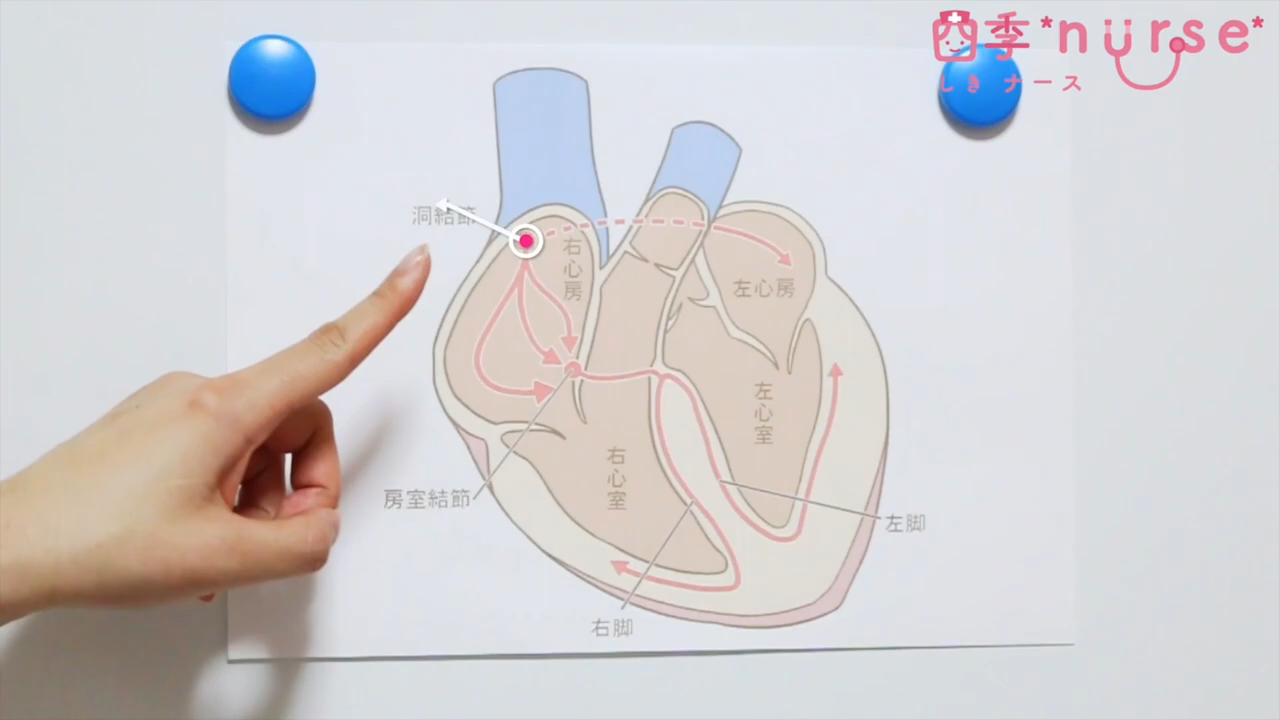 四季*nurse*
しきナース
洞結節
右心房
左心房
左心室
右心室
房室結節
左脚
右脚